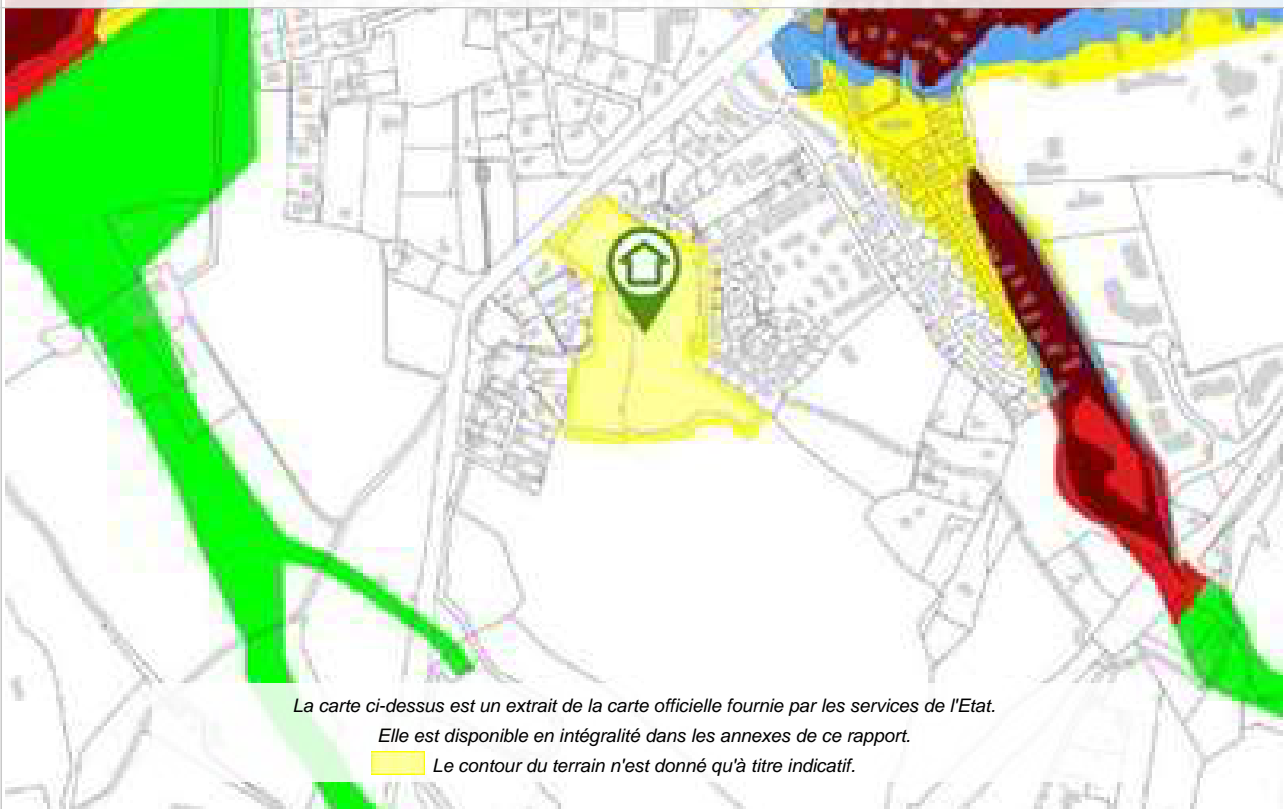 La carte ci-dessus est un extrait de la carte officielle fournie par les services de l'Etat.
Elle est disponible en intégralité dans les annexes de ce rapport.
Le contour du terrain n'est donné qu'à titre indicatif.